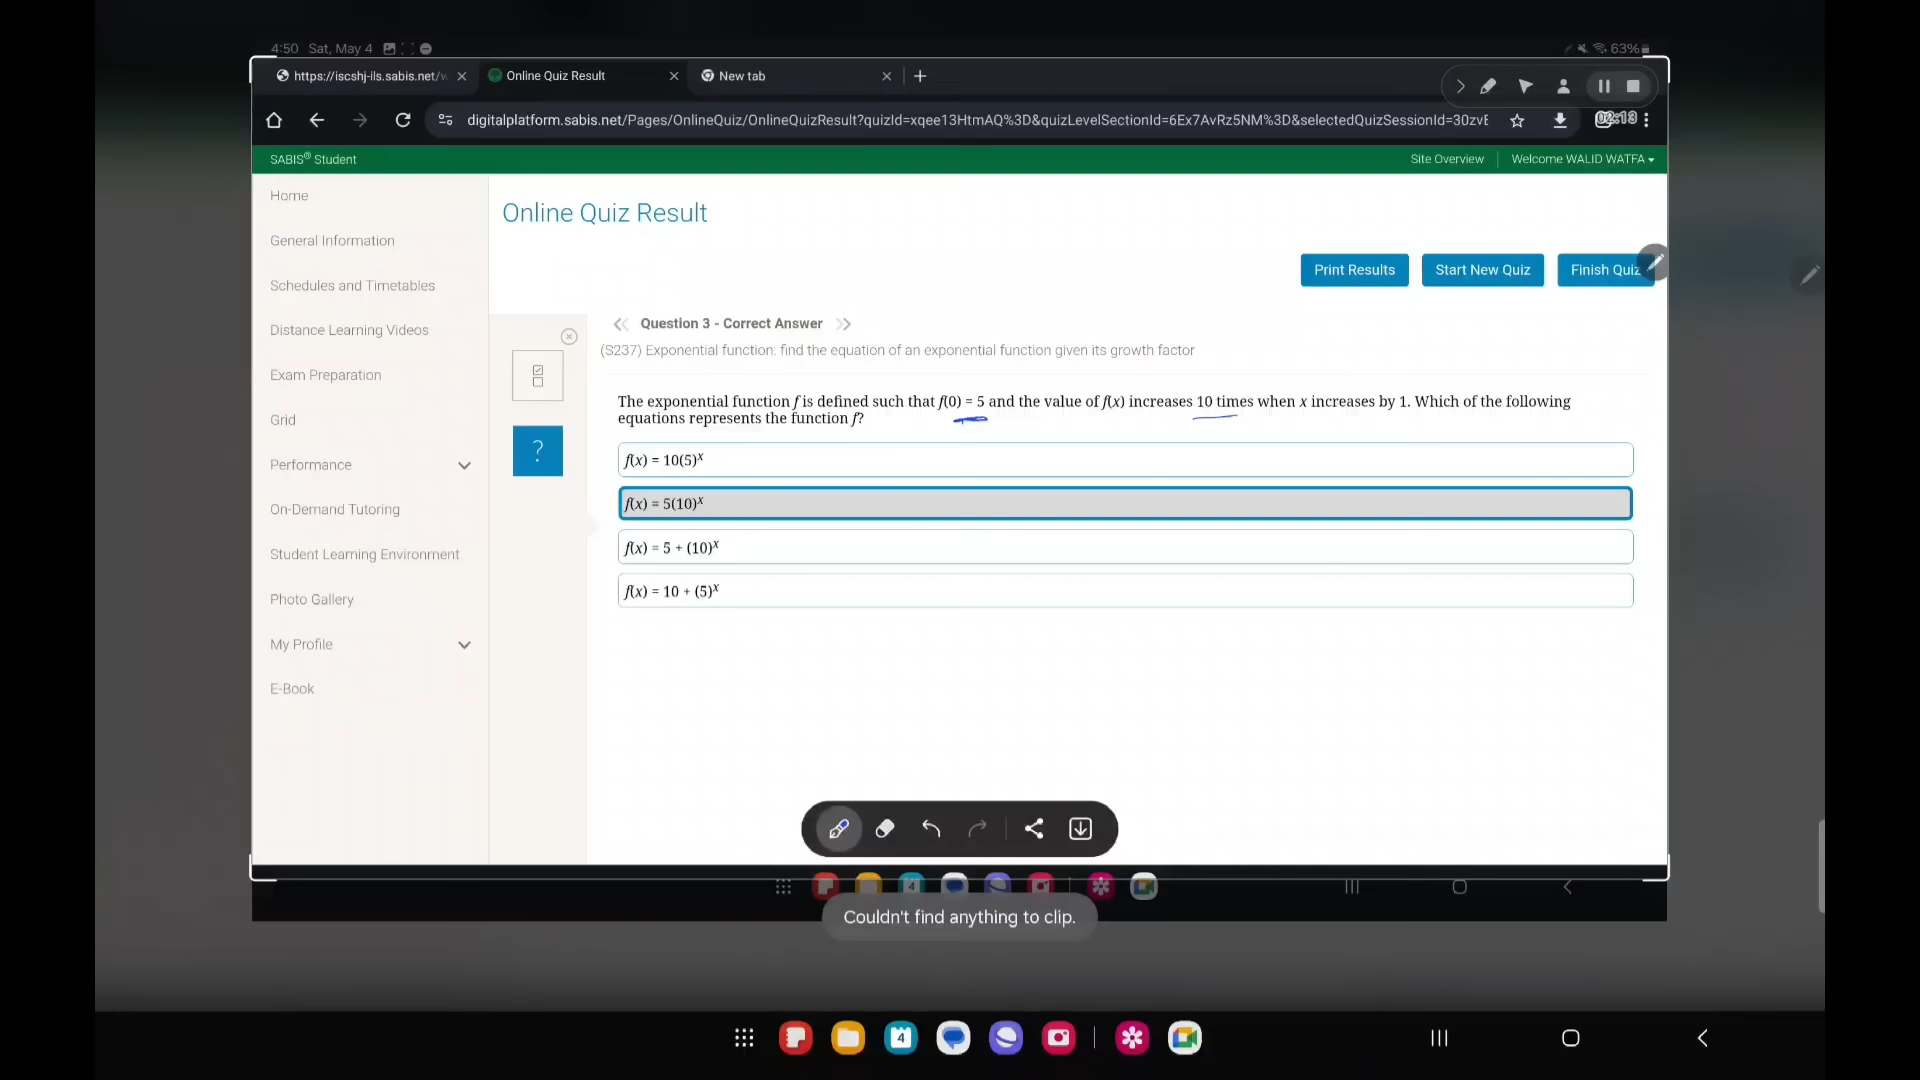 4:50 Sat, May 4
63%
https://iscshj-ils.sabis.net/w
Online Quiz Result
New tab
digitalplatform.sabis.net/Pages/OnlineQuiz/OnlineQuizResult?quizId=xqee13HtmAQ%3D&quizLevelSectionId=6Ex7AvRz5NM%3D&selectedQuizSessionId=30zvE
02:13
SABIS® Student
Site Overview
Welcome WALID WATFA
Home
General Information
Schedules and Timetables
Distance Learning Videos
Exam Preparation
Grid
Performance
On-Demand Tutoring
Student Learning Environment
Photo Gallery
My Profile
E-Book
Online Quiz Result
Print Results
Start New Quiz
Finish Quiz
Question 3 - Correct Answer
(S237) Exponential function: find the equation of an exponential function given its growth factor
The exponential function f is defined such that f(0) = 5 and the value of f(x) increases 10 times when x increases by 1. Which of the following
equations represents the function f?
f(x) = 10(5)ˣ
f(x) = 5(10)ˣ
f(x) = 5 + (10)ˣ
f(x) = 10 + (5)ˣ
?
4
Couldn't find anything to clip.
4